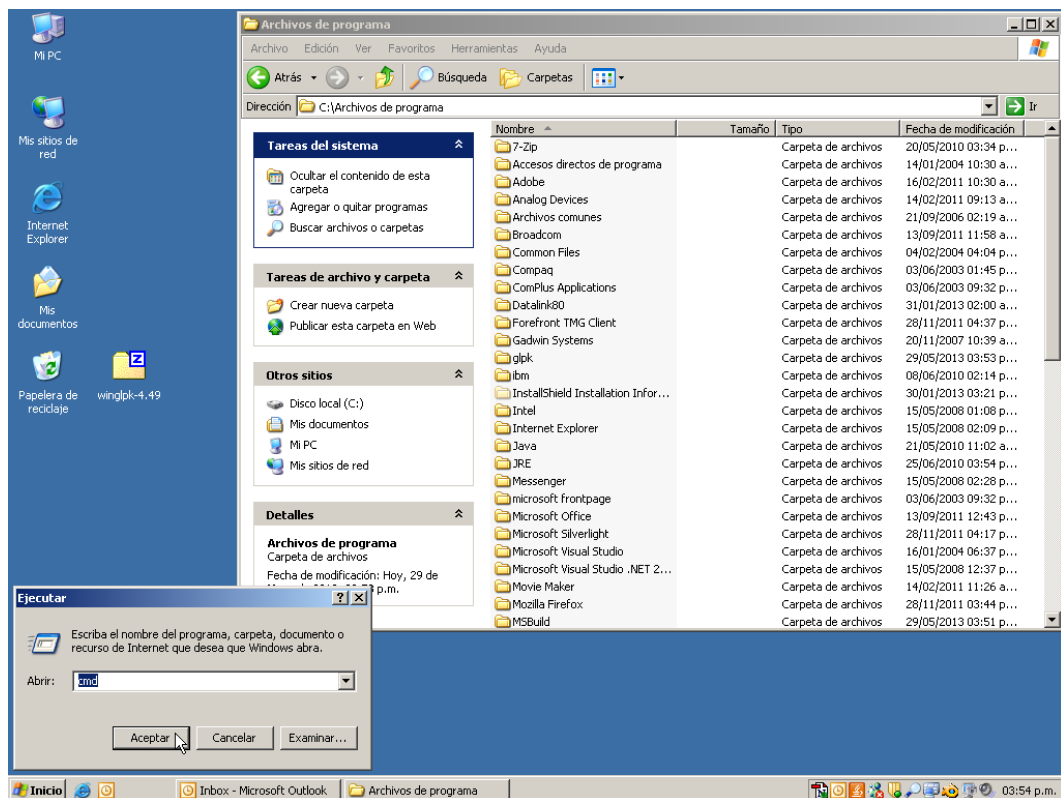 Mi PC
Mis sitios de
red
Internet
Explorer
Mis
documentos
Papelera de
reciclaje
winglpk-4.49
Archivos de programa
Archivo Edición Ver Favoritos Herramientas Ayuda
Atrás Búsqueda Carpetas
Dirección C:\Archivos de programa Ir
Tareas del sistema
Ocultar el contenido de esta
carpeta
Agregar o quitar programas
Buscar archivos o carpetas
Tareas de archivo y carpeta
Crear nueva carpeta
Publicar esta carpeta en Web
Otros sitios
Disco local (C:)
Mis documentos
Mi PC
Mis sitios de red
Detalles
Archivos de programa
Carpeta de archivos
Fecha de modificación: Hoy, 29 de
p.m.
Nombre Tamaño Tipo Fecha de modificación
7-Zip Carpeta de archivos 20/05/2010 03:34 p...
Accesos directos de programa Carpeta de archivos 14/01/2004 10:30 a...
Adobe Carpeta de archivos 16/02/2011 10:30 a...
Analog Devices Carpeta de archivos 14/02/2011 09:13 a...
Archivos comunes Carpeta de archivos 21/09/2006 02:19 a...
Broadcom Carpeta de archivos 13/09/2011 11:58 a...
Common Files Carpeta de archivos 04/02/2004 04:04 p...
Compaq Carpeta de archivos 03/06/2003 01:45 p...
ComPlus Applications Carpeta de archivos 03/06/2003 09:32 p...
Datalink80 Carpeta de archivos 31/01/2013 02:00 a...
Forefront TMG Client Carpeta de archivos 28/11/2011 04:37 p...
Gadwin Systems Carpeta de archivos 20/11/2007 10:39 a...
glpk Carpeta de archivos 29/05/2013 03:53 p...
ibm Carpeta de archivos 08/06/2010 02:14 p...
InstallShield Installation Infor... Carpeta de archivos 30/01/2013 03:21 p...
Intel Carpeta de archivos 15/05/2008 01:08 p...
Internet Explorer Carpeta de archivos 15/05/2008 02:09 p...
Java Carpeta de archivos 21/05/2010 11:02 a...
JRE Carpeta de archivos 25/06/2010 03:54 p...
Messenger Carpeta de archivos 15/05/2008 02:28 p...
microsoft frontpage Carpeta de archivos 03/06/2003 09:32 p...
Microsoft Office Carpeta de archivos 13/09/2011 12:43 p...
Microsoft Silverlight Carpeta de archivos 28/11/2011 04:17 p...
Microsoft Visual Studio Carpeta de archivos 16/01/2004 06:37 p...
Microsoft Visual Studio .NET 2... Carpeta de archivos 15/05/2008 12:37 p...
Movie Maker Carpeta de archivos 14/02/2011 11:26 a...
Mozilla Firefox Carpeta de archivos 28/11/2011 03:44 p...
MSBuild Carpeta de archivos 29/05/2013 03:51 p...
Ejecutar
Escriba el nombre del programa, carpeta, documento o
recurso de Internet que desea que Windows abra.
Abrir: cmd
Aceptar Cancelar Examinar...
Inicio Inbox - Microsoft Outlook Archivos de programa 03:54 p.m.